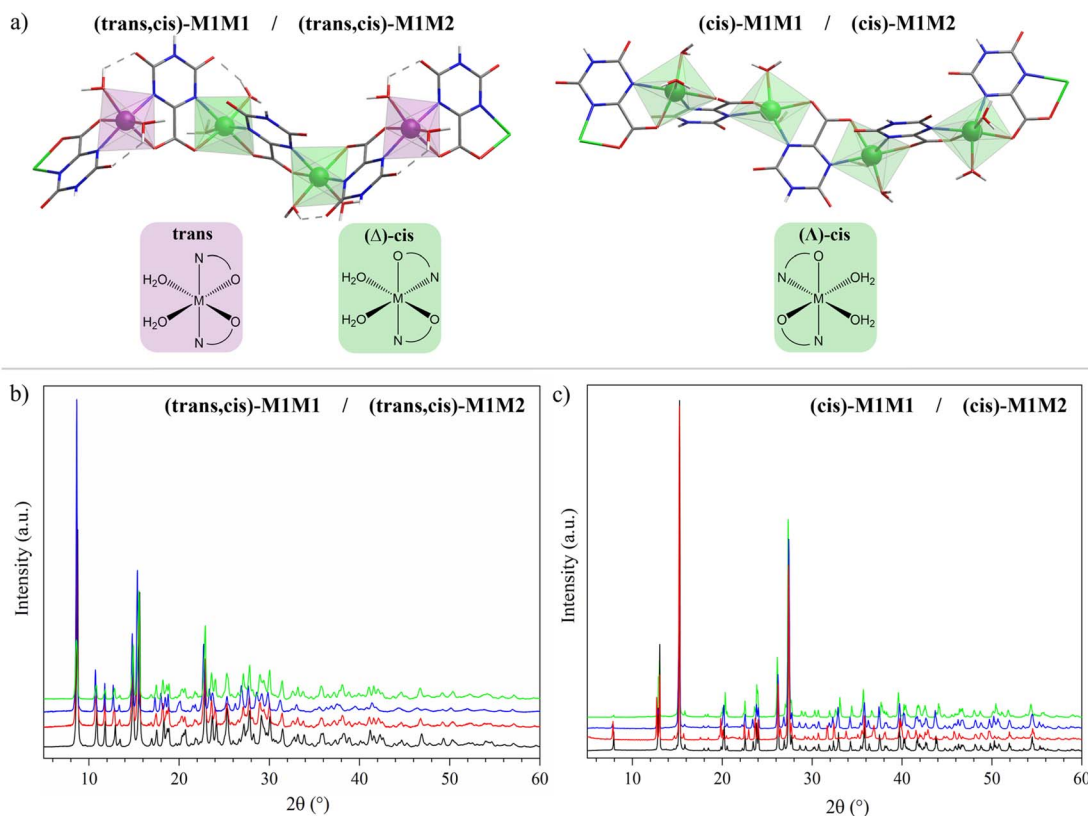 a)
(trans,cis)-M1M1 / (trans,cis)-M1M2
(cis)-M1M1 / (cis)-M1M2
trans
N
H₂O
O
M
H₂O
O
N
(Δ)-cis
O
H₂O
N
M
H₂O
O
N
(Λ)-cis
O
N
OH₂
M
O
OH₂
N
b)
(trans,cis)-M1M1 / (trans,cis)-M1M2
Intensity (a.u.)
10 20 30 40 50 60
2θ (°)
c)
(cis)-M1M1 / (cis)-M1M2
Intensity (a.u.)
10 20 30 40 50 60
2θ (°)